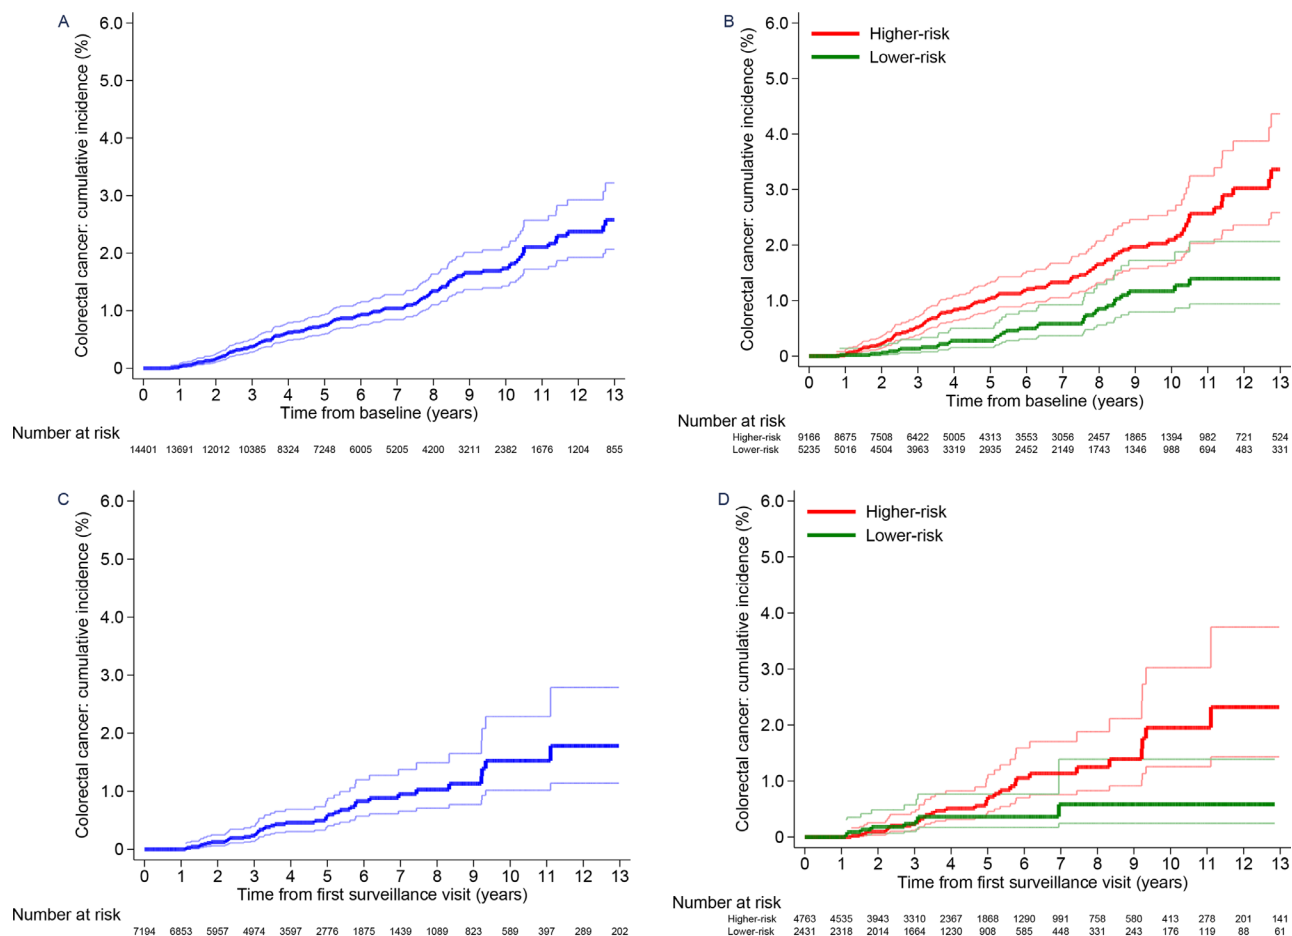 A
Colorectal cancer: cumulative incidence (%)
6.0
5.0
4.0
3.0
2.0
1.0
0
0 1 2 3 4 5 6 7 8 9 10 11 12 13
Time from baseline (years)
Number at risk
14401 13691 12012 10385 8324 7248 6005 5205 4200 3211 2382 1676 1204 855
B
Higher-risk
Lower-risk
Colorectal cancer: cumulative incidence (%)
6.0
5.0
4.0
3.0
2.0
1.0
0
0 1 2 3 4 5 6 7 8 9 10 11 12 13
Time from baseline (years)
Number at risk
Higher-risk 9166 8675 7508 6422 5005 4313 3553 3056 2457 1865 1394 982 721 524
Lower-risk 5235 5016 4504 3963 3319 2935 2452 2149 1743 1346 988 694 483 331
C
Colorectal cancer: cumulative incidence (%)
6.0
5.0
4.0
3.0
2.0
1.0
0
0 1 2 3 4 5 6 7 8 9 10 11 12 13
Time from first surveillance visit (years)
Number at risk
7194 6853 5957 4974 3597 2776 1875 1439 1089 823 589 397 289 202
D
Higher-risk
Lower-risk
Colorectal cancer: cumulative incidence (%)
6.0
5.0
4.0
3.0
2.0
1.0
0
0 1 2 3 4 5 6 7 8 9 10 11 12 13
Time from first surveillance visit (years)
Number at risk
Higher-risk 4763 4535 3943 3310 2367 1868 1290 991 758 580 413 278 201 141
Lower-risk 2431 2318 2014 1664 1230 908 585 448 331 243 176 119 88 61